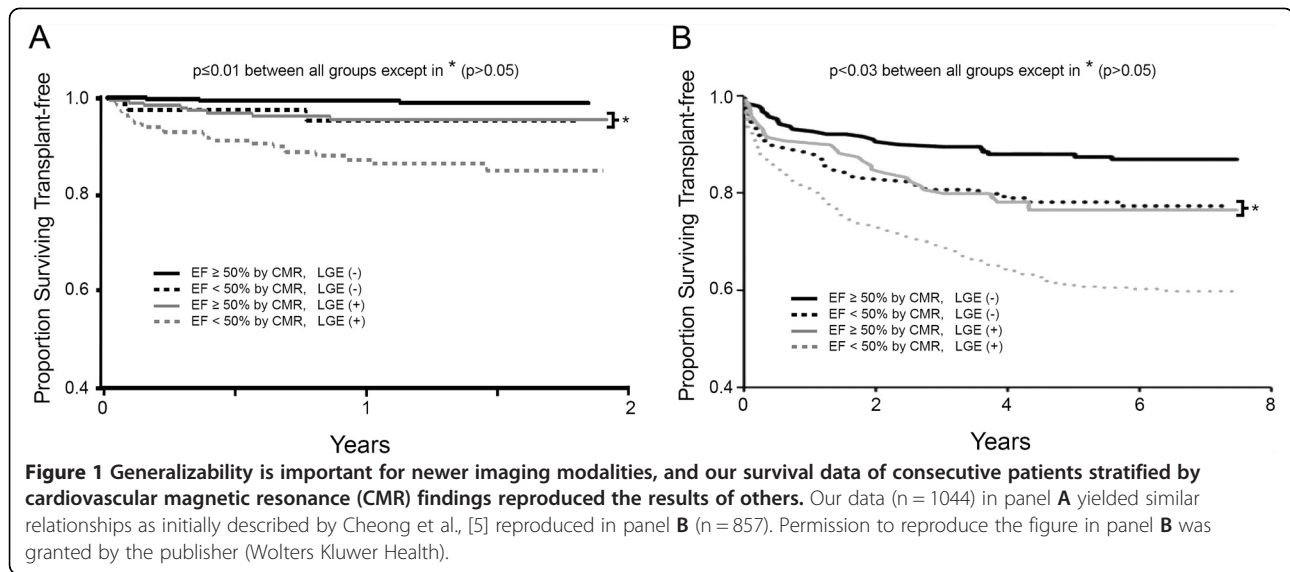 A
p≤0.01 between all groups except in * (p>0.05)
Proportion Surviving Transplant-free
1.0
0.8
0.6
0.4
*
EF ≥ 50% by CMR, LGE (-)
EF < 50% by CMR, LGE (-)
EF ≥ 50% by CMR, LGE (+)
EF < 50% by CMR, LGE (+)
0
1
2
Years
B
p<0.03 between all groups except in * (p>0.05)
Proportion Surviving Transplant-free
1.0
0.8
0.6
0.4
*
EF ≥ 50% by CMR, LGE (-)
EF < 50% by CMR, LGE (-)
EF ≥ 50% by CMR, LGE (+)
EF < 50% by CMR, LGE (+)
0
2
4
6
8
Years
Figure 1 Generalizability is important for newer imaging modalities, and our survival data of consecutive patients stratified by
cardiovascular magnetic resonance (CMR) findings reproduced the results of others. Our data (n = 1044) in panel A yielded similar
relationships as initially described by Cheong et al., [5] reproduced in panel B (n = 857). Permission to reproduce the figure in panel B was
granted by the publisher (Wolters Kluwer Health).